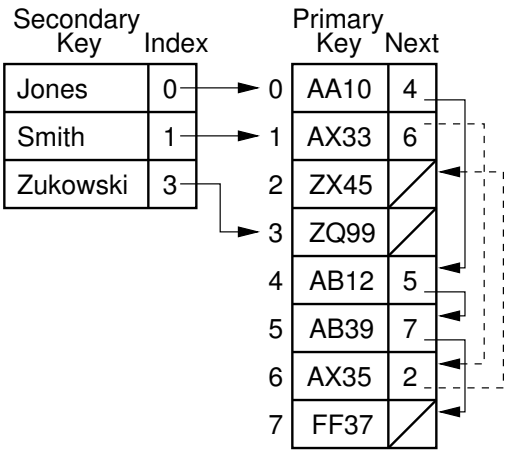 Secondary Key Index
Jones 0
Smith 1
Zukowski 3
Primary Key Next
0 AA10 4
1 AX33 6
2 ZX45
3 ZQ99
4 AB12 5
5 AB39 7
6 AX35 2
7 FF37